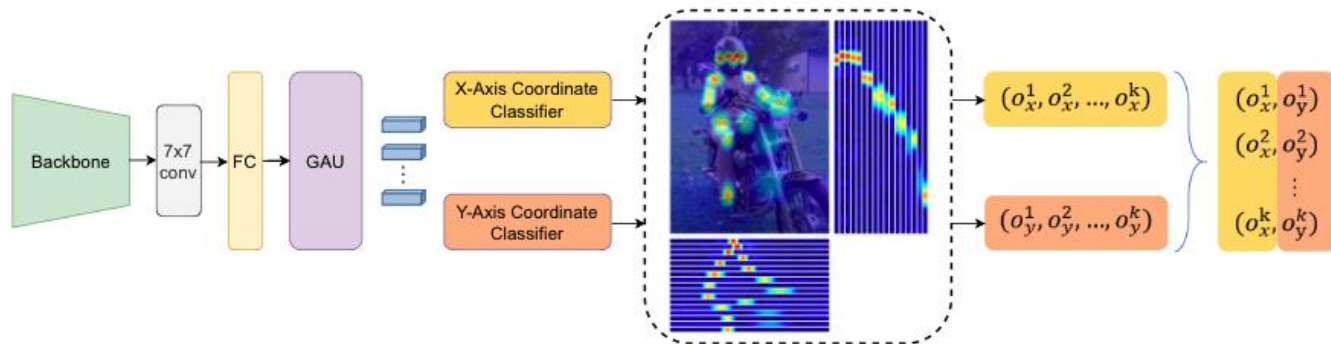 Backbone
7x7
conv
FC
GAU
X-Axis Coordinate
Classifier
Y-Axis Coordinate
Classifier
(o_x^1, o_x^2, ..., o_x^k)
(o_y^1, o_y^2, ..., o_y^k)
(o_x^1, o_y^1)
(o_x^2, o_y^2)
⋮
(o_x^k, o_y^k)